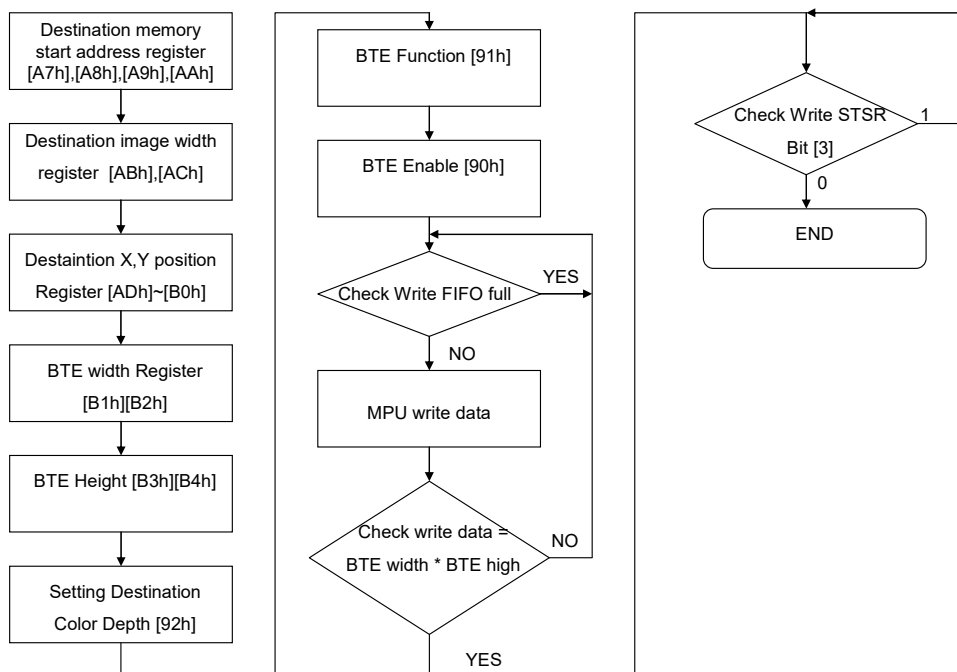 Destination memory
start address register
[A7h],[A8h],[A9h],[AAh]
Destination image width
register [ABh],[ACh]
Destaintion X,Y position
Register [ADh]~[B0h]
BTE width Register
[B1h][B2h]
BTE Height [B3h][B4h]
Setting Destination
Color Depth [92h]
BTE Function [91h]
BTE Enable [90h]
Check Write FIFO full
YES
NO
MPU write data
Check write data =
BTE width * BTE high
NO
YES
Check Write STSR
Bit [3]
1
0
END